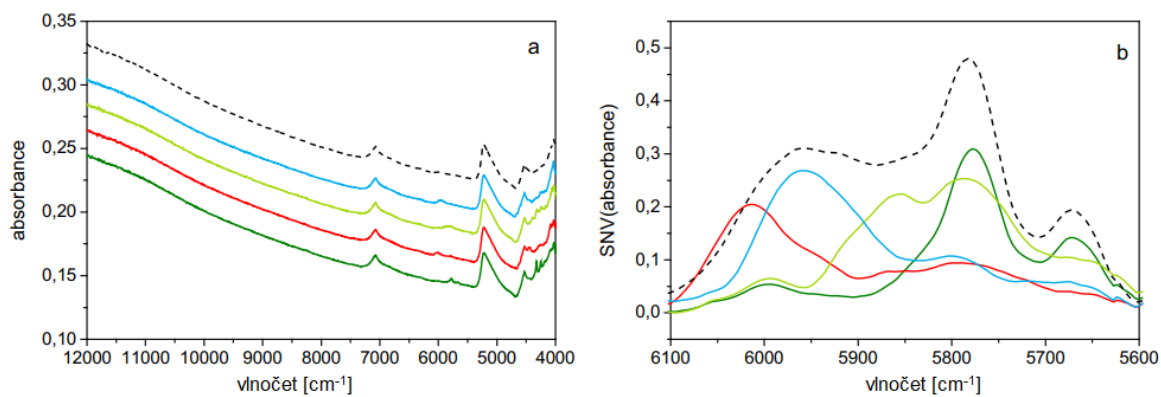 a
0,35
0,30
0,25
0,20
0,15
0,10
absorbance
12000 11000 10000 9000 8000 7000 6000 5000 4000
vlnočet [cm-1]
b
0,5
0,4
0,3
0,2
0,1
0,0
SNV(absorbance)
6100 6000 5900 5800 5700 5600
vlnočet [cm-1]